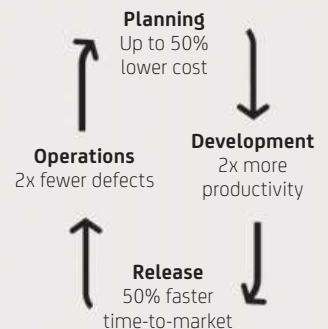 Planning
Up to 50%
lower cost
Development
2x more
productivity
Release
50% faster
time-to-market
Operations
2x fewer defects